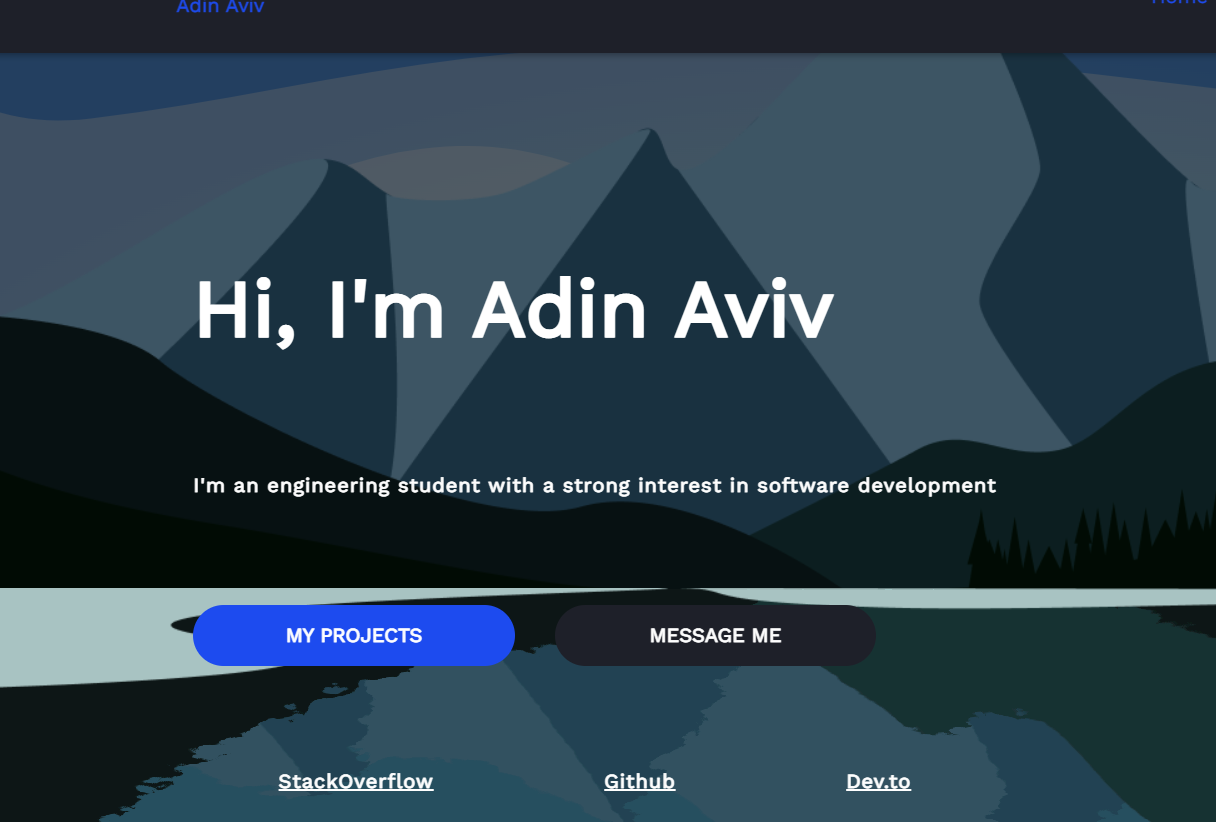 Adin Aviv
Home
Hi, I'm Adin Aviv
I'm an engineering student with a strong interest in software development
MY PROJECTS
MESSAGE ME
StackOverflow
Github
Dev.to